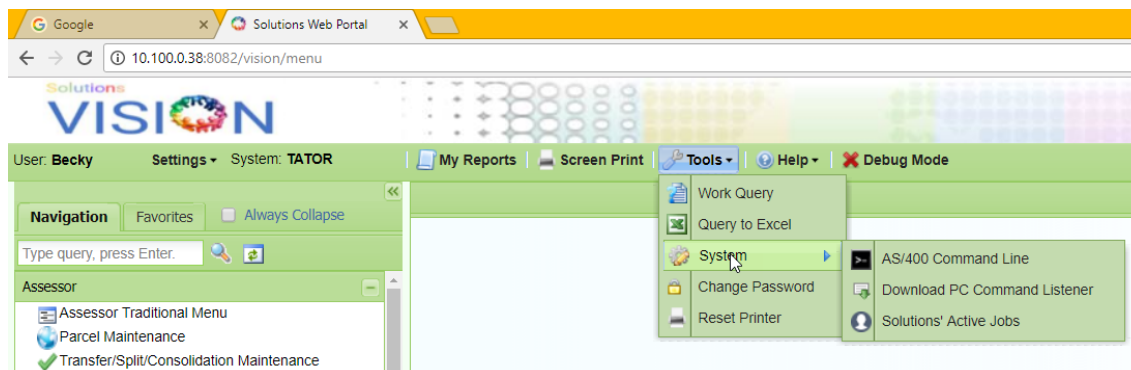 Google
Solutions Web Portal
10.100.0.38:8082/vision/menu
Solutions
VISION
User: Becky Settings System: TATOR My Reports Screen Print Tools Help Debug Mode
Navigation Favorites Always Collapse
Type query, press Enter.
Assessor
Assessor Traditional Menu
Parcel Maintenance
Transfer/Split/Consolidation Maintenance
Work Query
Query to Excel
System
Change Password
Reset Printer
AS/400 Command Line
Download PC Command Listener
Solutions' Active Jobs